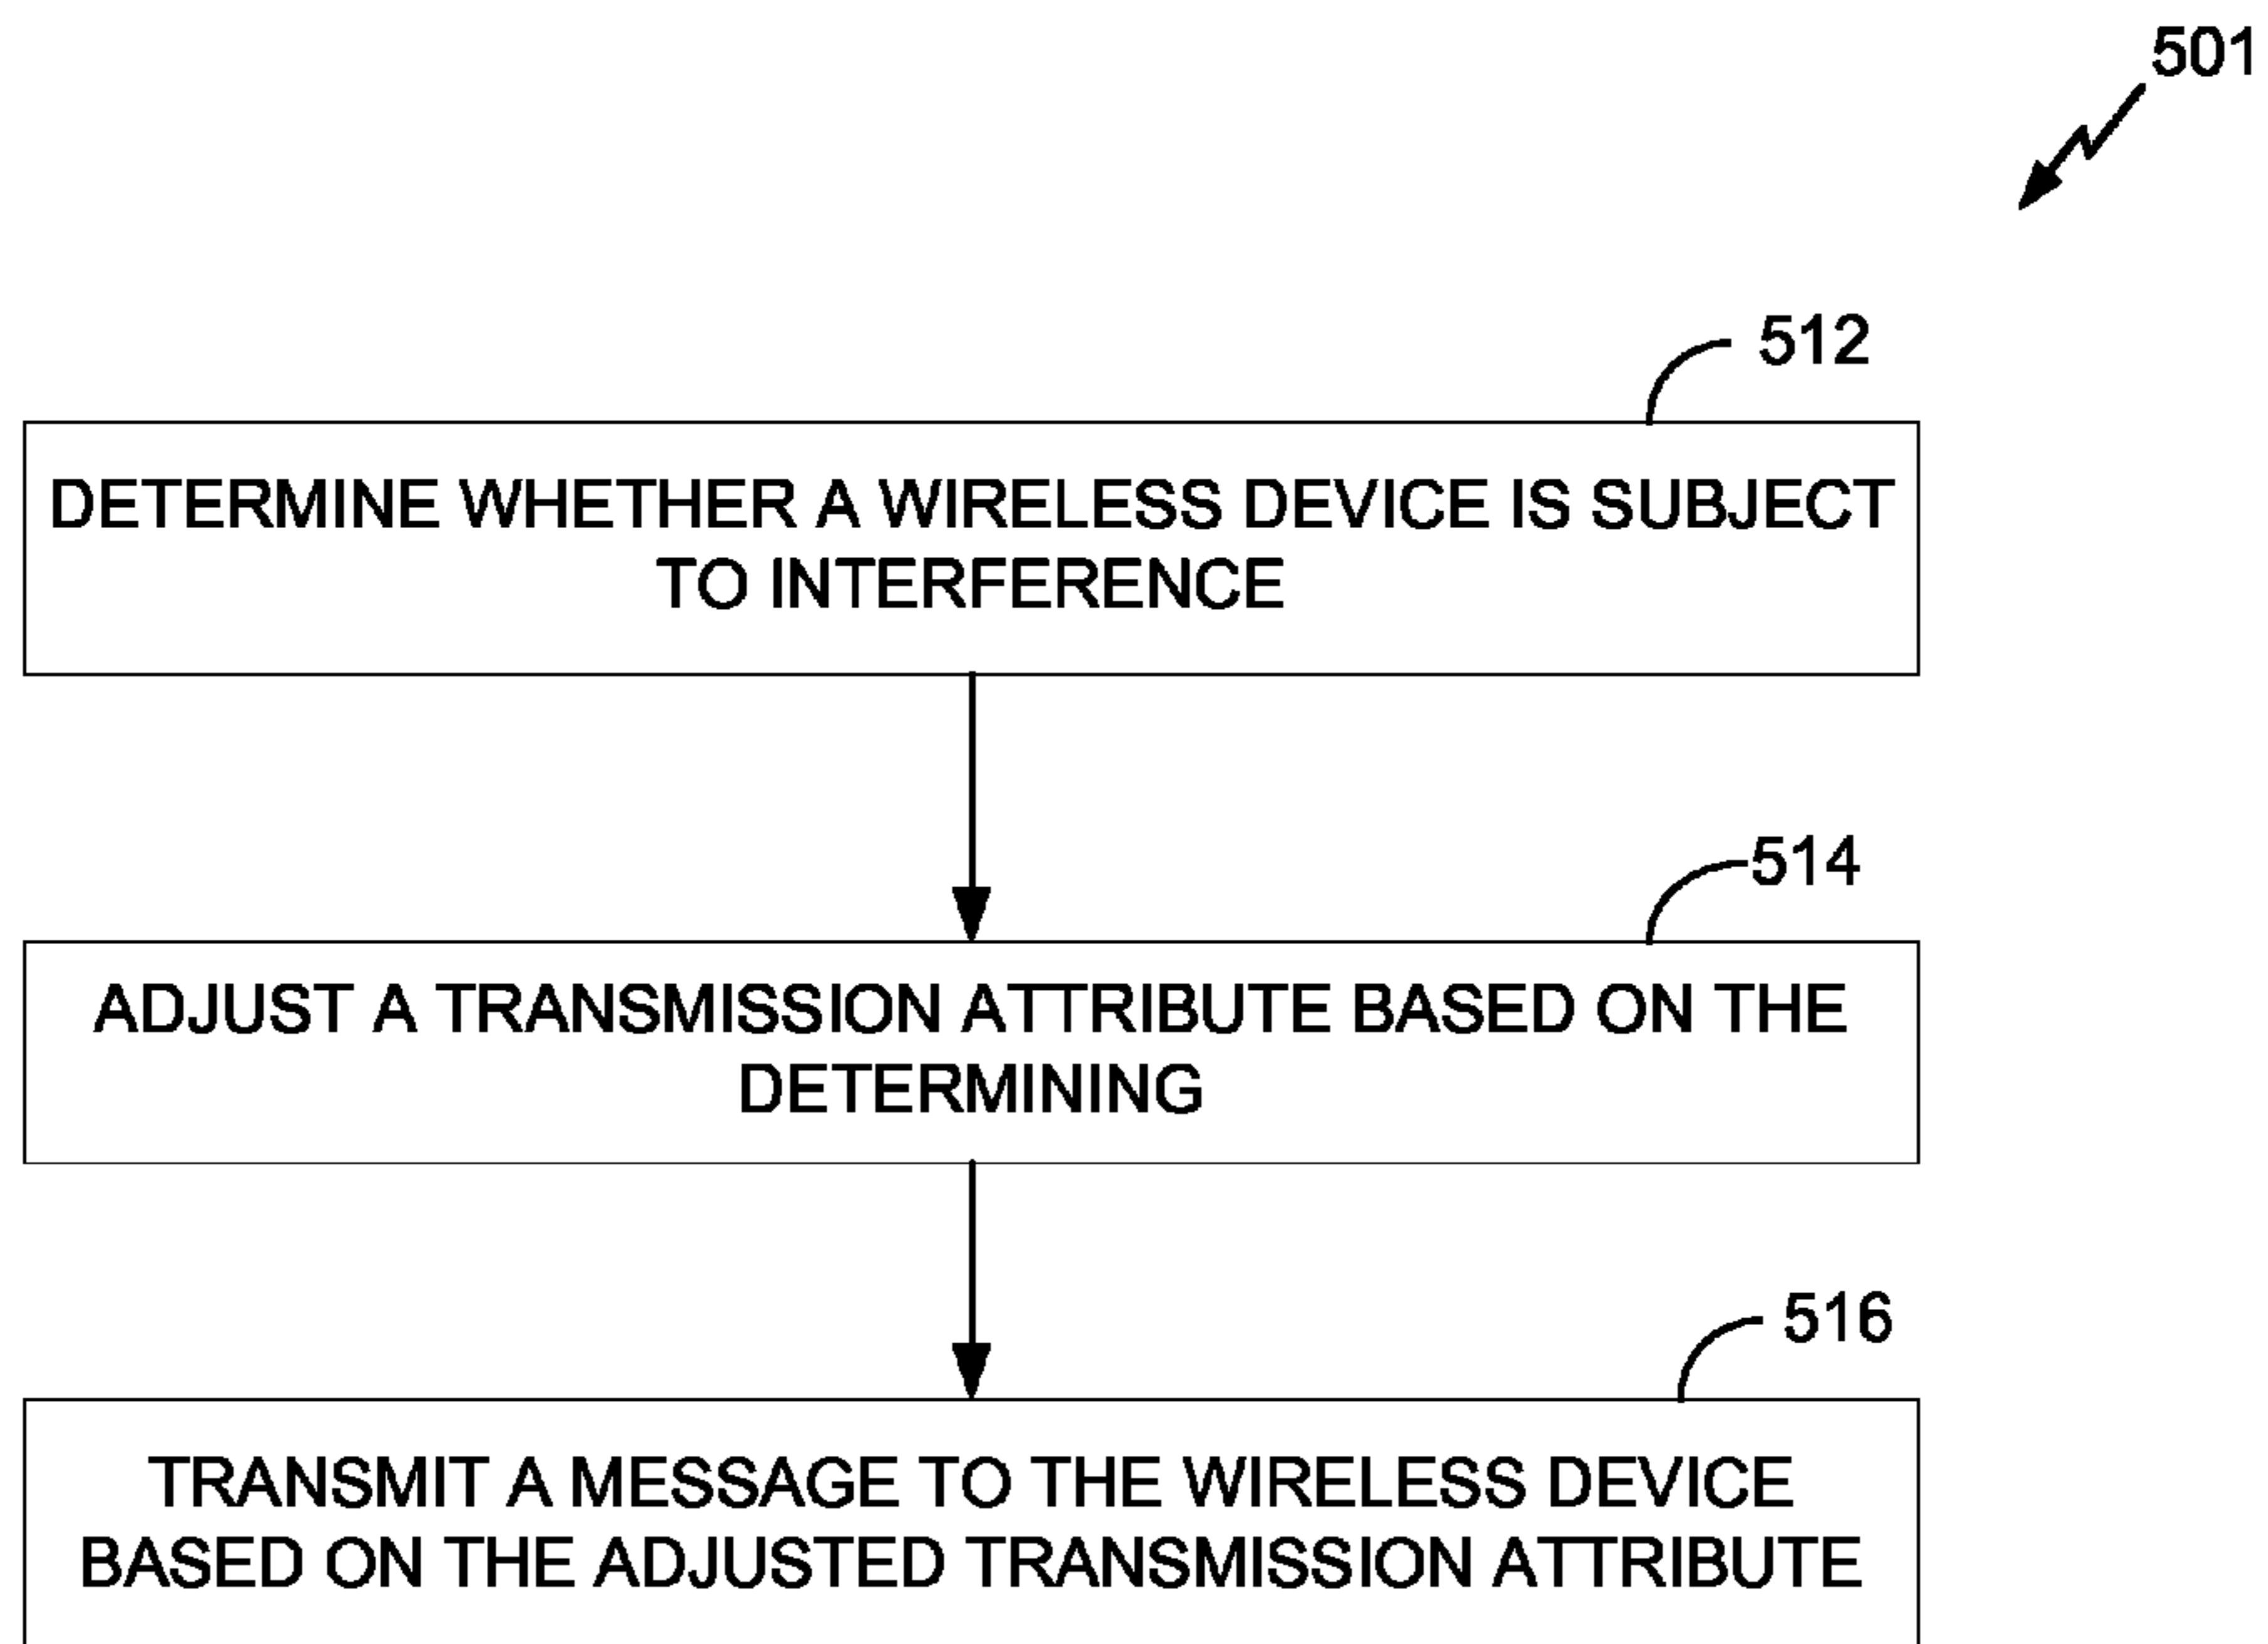 501
512
DETERMINE WHETHER A WIRELESS DEVICE IS SUBJECT
TO INTERFERENCE
514
ADJUST A TRANSMISSION ATTRIBUTE BASED ON THE
DETERMINING
516
TRANSMIT A MESSAGE TO THE WIRELESS DEVICE
BASED ON THE ADJUSTED TRANSMISSION ATTRIBUTE